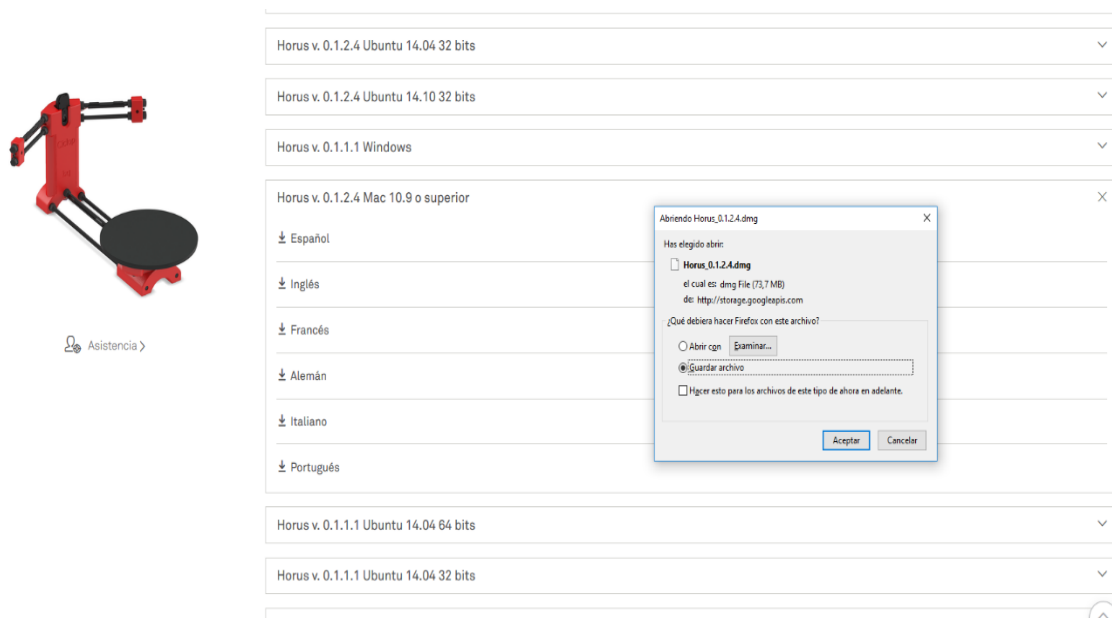 Horus v. 0.1.2.4 Ubuntu 14.04 32 bits
Horus v. 0.1.2.4 Ubuntu 14.10 32 bits
Horus v. 0.1.1.1 Windows
Horus v. 0.1.2.4 Mac 10.9 o superior
Español
Inglés
Francés
Alemán
Italiano
Portugués
Asistencia
Abriendo Horus_0.1.2.4.dmg
Has elegido abrir:
Horus_0.1.2.4.dmg
el cual es: dmg File (73,7 MB)
de: http://storage.googleapis.com
¿Qué debiera hacer Firefox con este archivo?
Abrir con Examinar...
Guardar archivo
Hacer esto para los archivos de este tipo de ahora en adelante.
Aceptar Cancelar
Horus v. 0.1.1.1 Ubuntu 14.04 64 bits
Horus v. 0.1.1.1 Ubuntu 14.04 32 bits